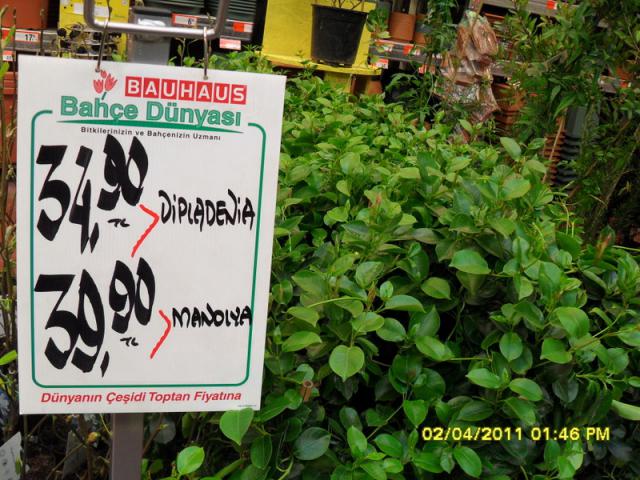 BAUHAUS
Bahçe Dünyası
Bitkilerinizin ve Bahçenizin Uzmanı
34,90 TL > DIPLADENIA
39,90 TL > MANOLYA
Dünyanın Çeşidi Toptan Fiyatına
02/04/2011 01:46 PM